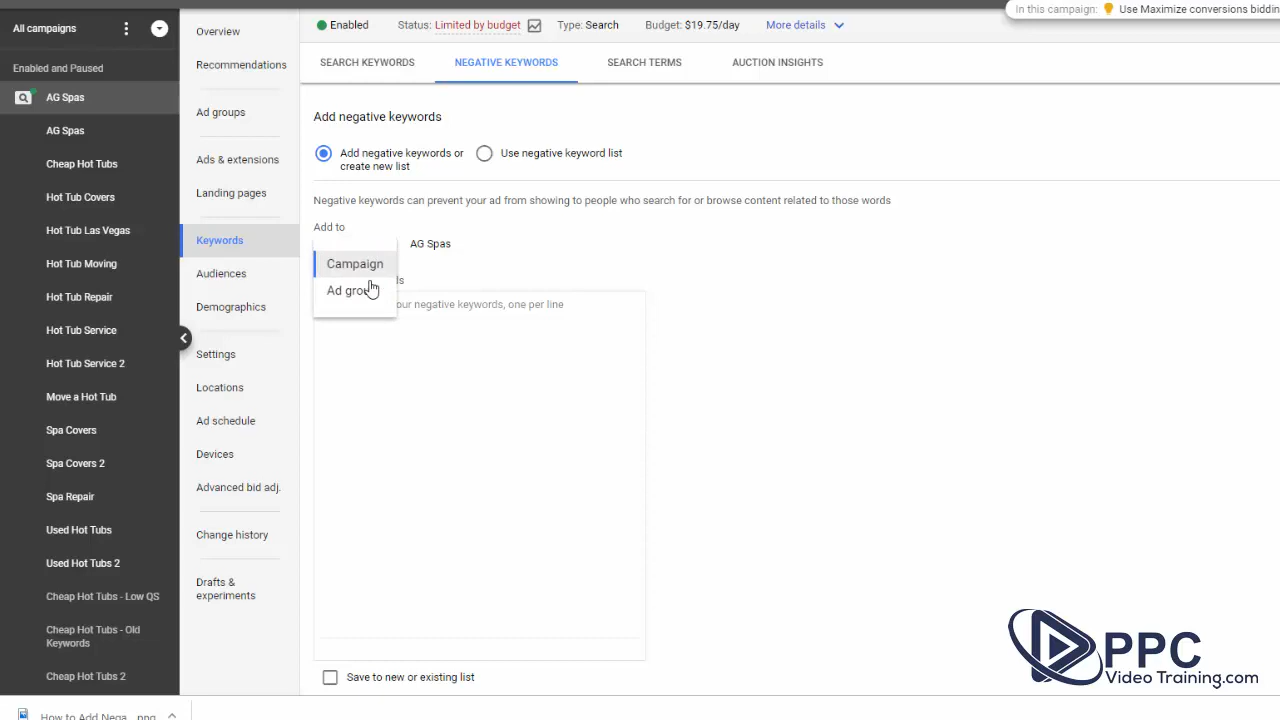 All campaigns
Enabled and Paused
AG Spas
AG Spas
Cheap Hot Tubs
Hot Tub Covers
Hot Tub Las Vegas
Hot Tub Moving
Hot Tub Repair
Hot Tub Service
Hot Tub Service 2
Move a Hot Tub
Spa Covers
Spa Covers 2
Spa Repair
Used Hot Tubs
Used Hot Tubs 2
Cheap Hot Tubs - Low QS
Cheap Hot Tubs - Old
Keywords
Cheap Hot Tubs 2
Overview
Recommendations
Ad groups
Ads & extensions
Landing pages
Keywords
Audiences
Demographics
Settings
Locations
Ad schedule
Devices
Advanced bid adj.
Change history
Drafts &
experiments
In this campaign: Use Maximize conversions
Enabled Status: Limited by budget Type: Search Budget: $19.75/day More details
SEARCH KEYWORDS NEGATIVE KEYWORDS SEARCH TERMS AUCTION INSIGHTS
Add negative keywords
Add negative keywords or
create new list
Use negative keyword list
Negative keywords can prevent your ad from showing to people who search for or browse content related to those words
Add to
AG Spas
Campaign
Ad
negative keywords, one per line
Save to new or existing list
PPC
Video Training.com
How to Add Nega....png